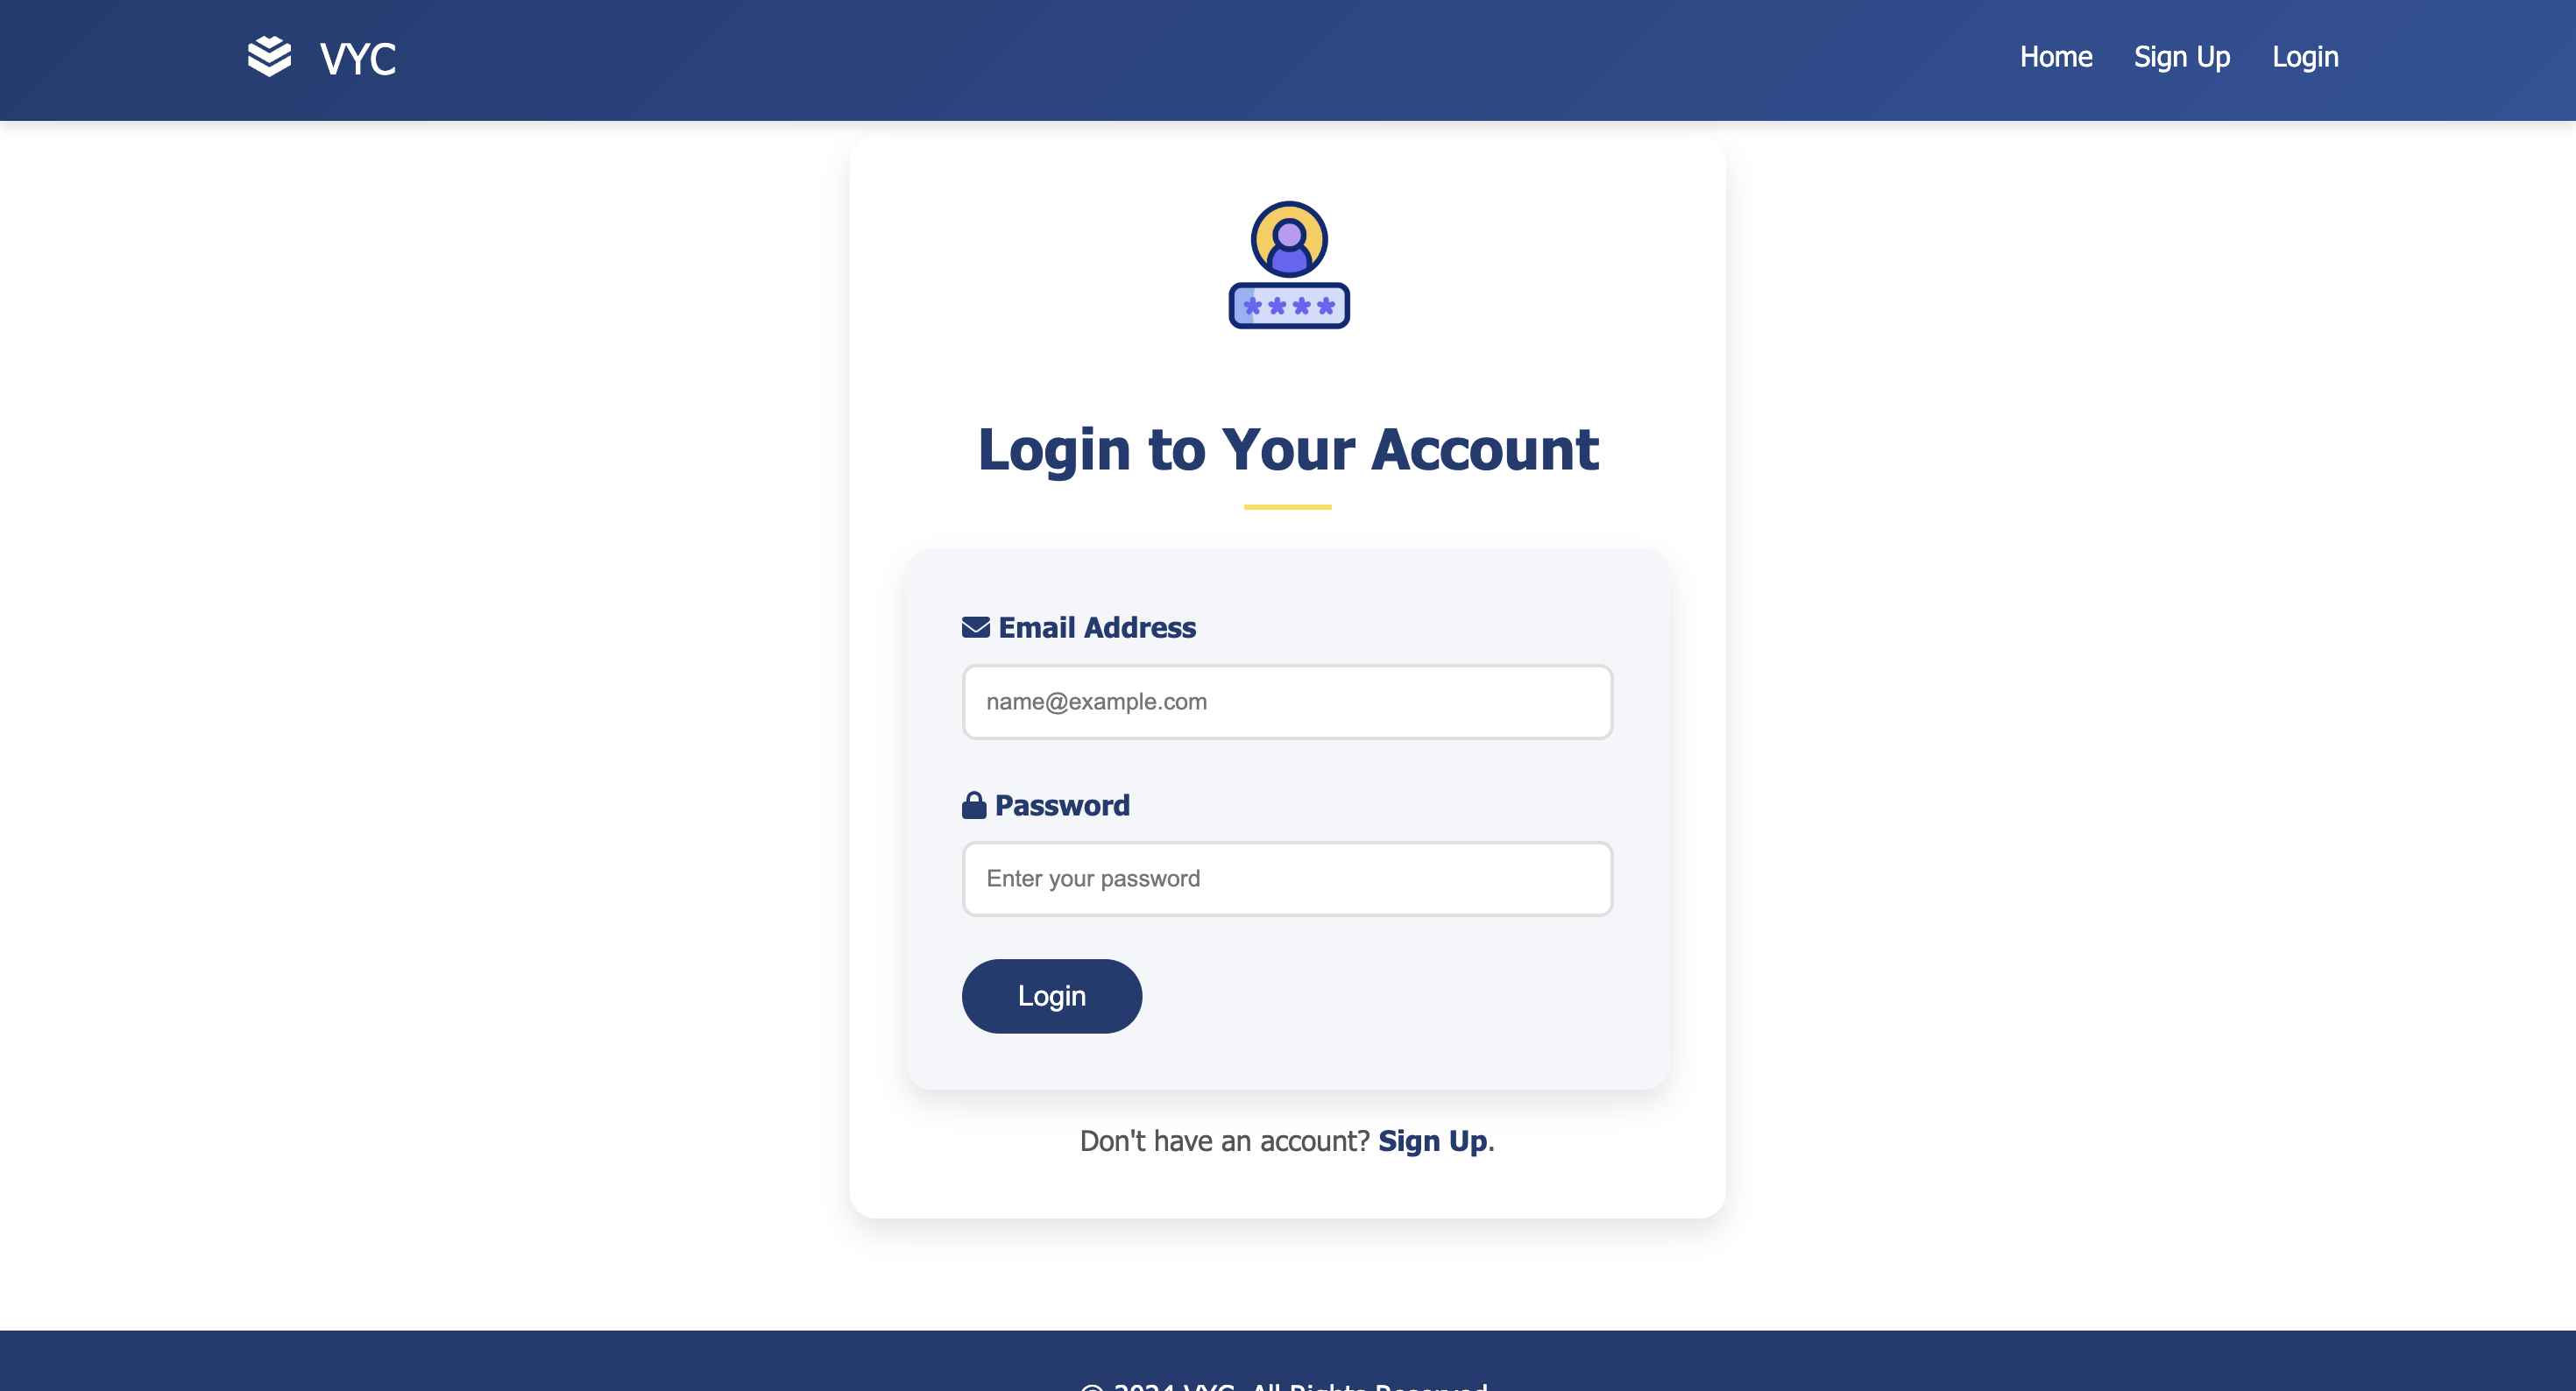 VYC
Home Sign Up Login
Login to Your Account
Email Address
name@example.com
Password
Enter your password
Login
Don't have an account? Sign Up.
© 2024 VYC. All Rights Reserved.